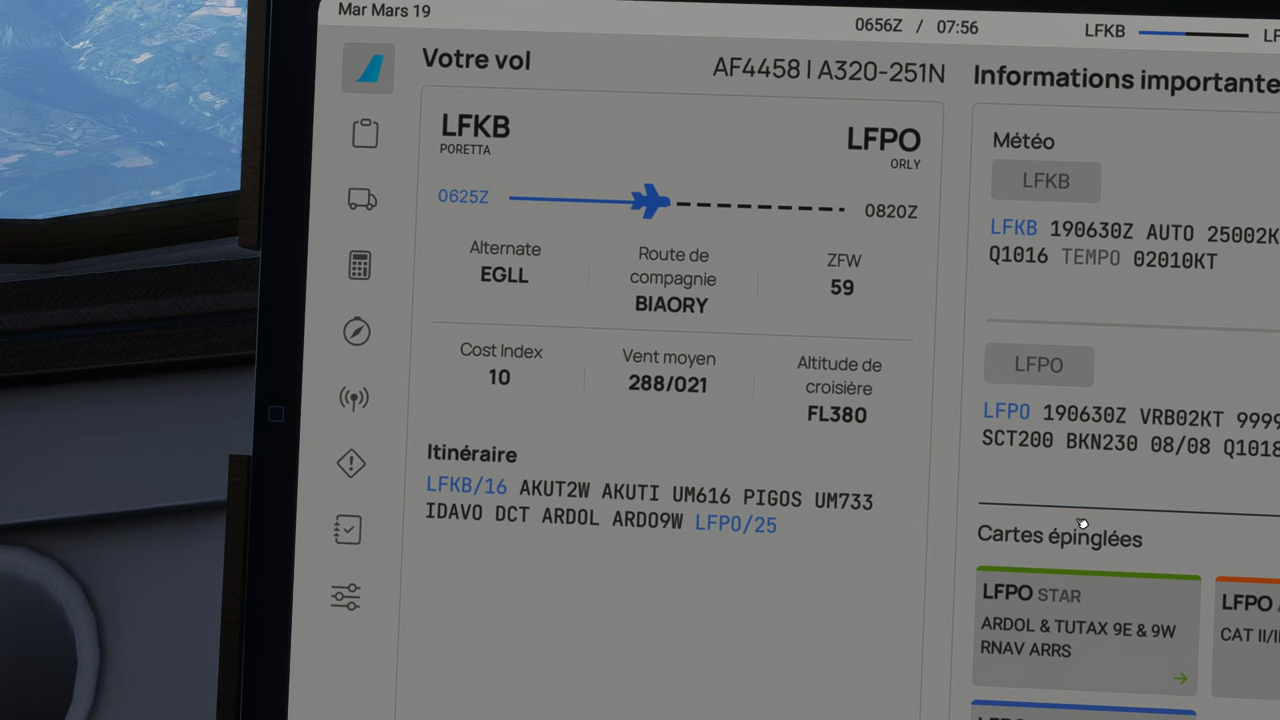 Mar Mars 19
0656Z / 07:56
LFKB
Votre vol
AF4458 | A320-251N
LFKB
PORETTA
LFPO
ORLY
0625Z
0820Z
Alternate
EGLL
Route de
compagnie
BIAORY
ZFW
59
Cost Index
10
Vent moyen
288/021
Altitude de
croisière
FL380
Itinéraire
LFKB/16 AKUT2W AKUTI UM616 PIGOS UM733
IDAVO DCT ARDOL ARDO9W LFPO/25
Informations importante
Météo
LFKB
LFKB 190630Z AUTO 25002K
Q1016 TEMPO 02010KT
LFPO
LFPO 190630Z VRB02KT 9999
SCT200 BKN230 08/08 Q1018
Cartes épinglées
LFPO STAR
ARDOL & TUTAX 9E & 9W
RNAV ARRS
LFPO
CAT II/II